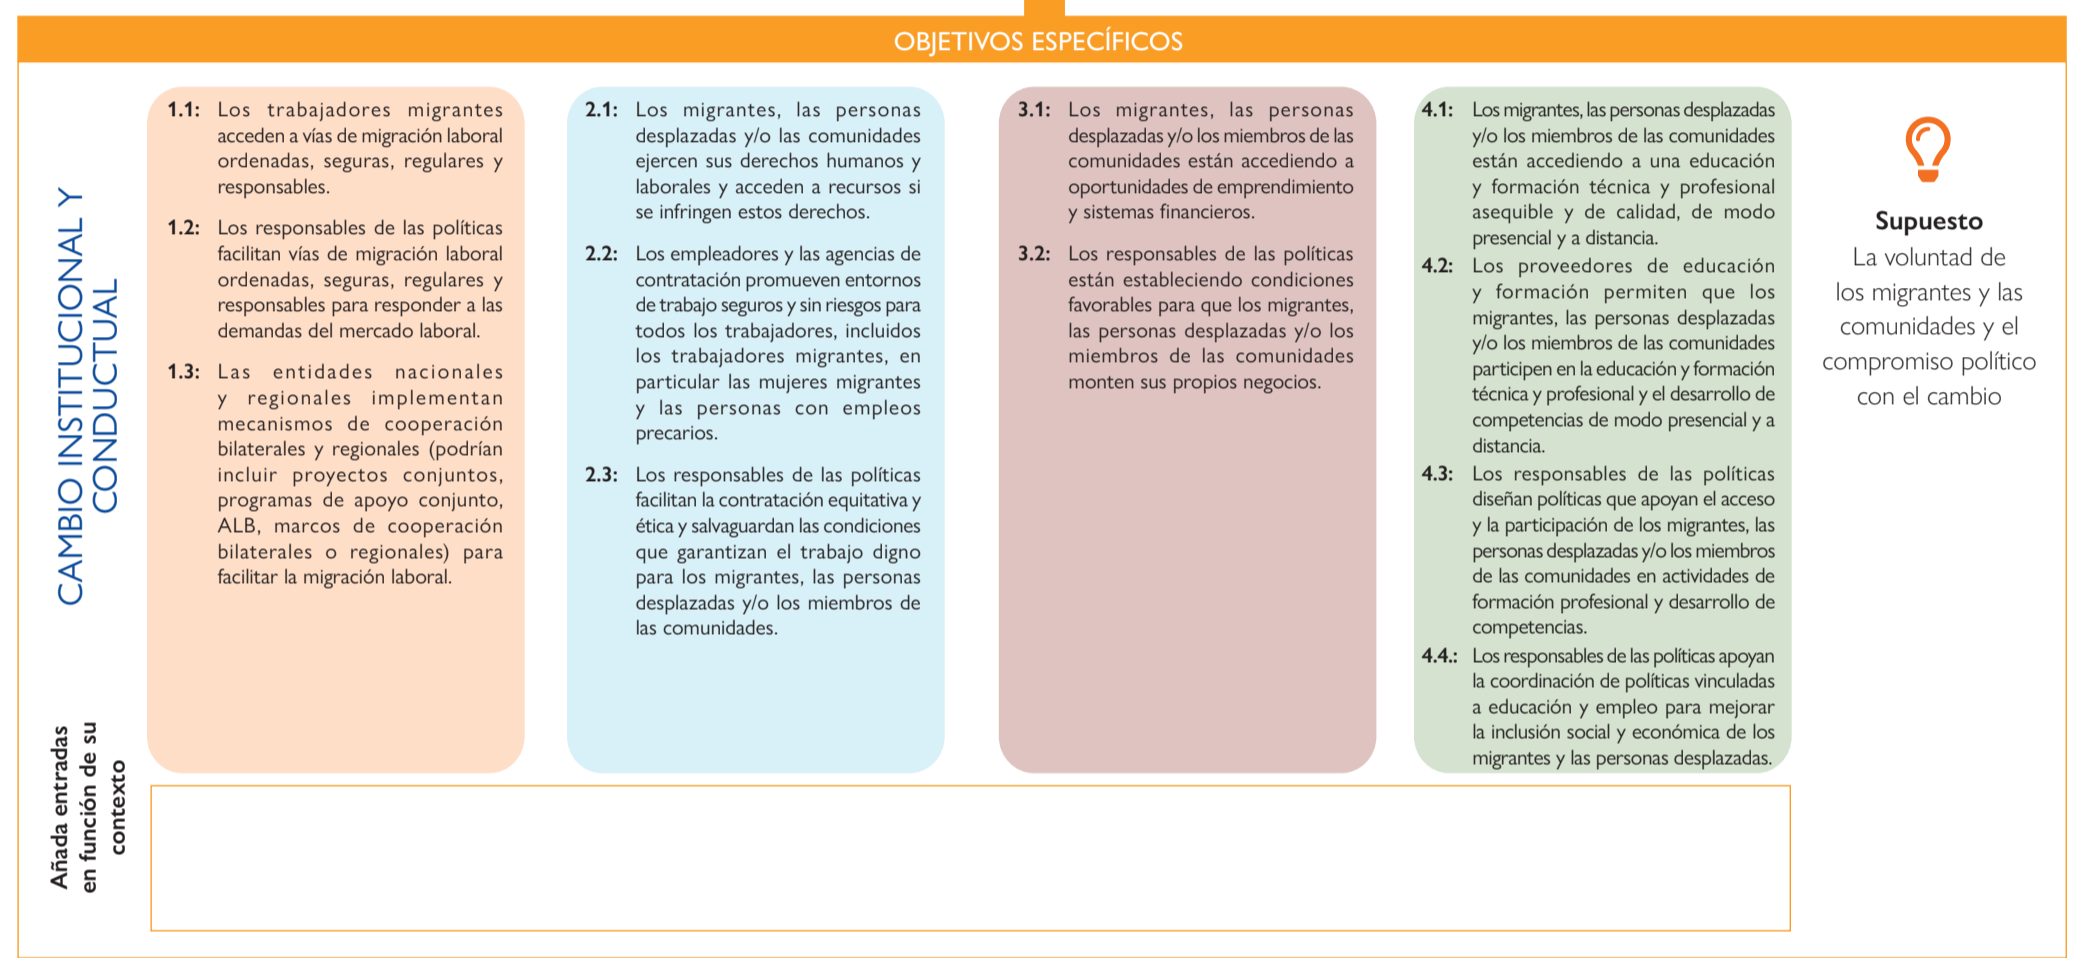 OBJETIVOS ESPECÍFICOS
CAMBIO INSTITUCIONAL Y
CONDUCTUAL
1.1: Los trabajadores migrantes
acceden a vías de migración laboral
ordenadas, seguras, regulares y
responsables.
1.2: Los responsables de las políticas
facilitan vías de migración laboral
ordenadas, seguras, regulares y
responsables para responder a las
demandas del mercado laboral.
1.3: Las entidades nacionales
y regionales implementan
mecanismos de cooperación
bilaterales y regionales (podrían
incluir proyectos conjuntos,
programas de apoyo conjunto,
ALB, marcos de cooperación
bilaterales o regionales) para
facilitar la migración laboral.
2.1: Los migrantes, las personas
desplazadas y/o las comunidades
ejercen sus derechos humanos y
laborales y acceden a recursos si
se infringen estos derechos.
2.2: Los empleadores y las agencias de
contratación promueven entornos
de trabajo seguros y sin riesgos para
todos los trabajadores, incluidos
los trabajadores migrantes, en
particular las mujeres migrantes
y las personas con empleos
precarios.
2.3: Los responsables de las políticas
facilitan la contratación equitativa y
ética y salvaguardan las condiciones
que garantizan el trabajo digno
para los migrantes, las personas
desplazadas y/o los miembros de
las comunidades.
3.1: Los migrantes, las personas
desplazadas y/o los miembros de las
comunidades están accediendo a
oportunidades de emprendimiento
y sistemas financieros.
3.2: Los responsables de las políticas
están estableciendo condiciones
favorables para que los migrantes,
las personas desplazadas y/o los
miembros de las comunidades
monten sus propios negocios.
4.1: Los migrantes, las personas desplazadas
y/o los miembros de las comunidades
están accediendo a una educación
y formación técnica y profesional
asequible y de calidad, de modo
presencial y a distancia.
4.2: Los proveedores de educación
y formación permiten que los
migrantes, las personas desplazadas
y/o los miembros de las comunidades
participen en la educación y formación
técnica y profesional y el desarrollo de
competencias de modo presencial y a
distancia.
4.3: Los responsables de las políticas
diseñan políticas que apoyan el acceso
y la participación de los migrantes, las
personas desplazadas y/o los miembros
de las comunidades en actividades de
formación profesional y desarrollo de
competencias.
4.4.: Los responsables de las políticas apoyan
la coordinación de políticas vinculadas
a educación y empleo para mejorar
la inclusión social y económica de los
migrantes y las personas desplazadas.
Supuesto
La voluntad de
los migrantes y las
comunidades y el
compromiso político
con el cambio
Añada entradas
en función de su
contexto